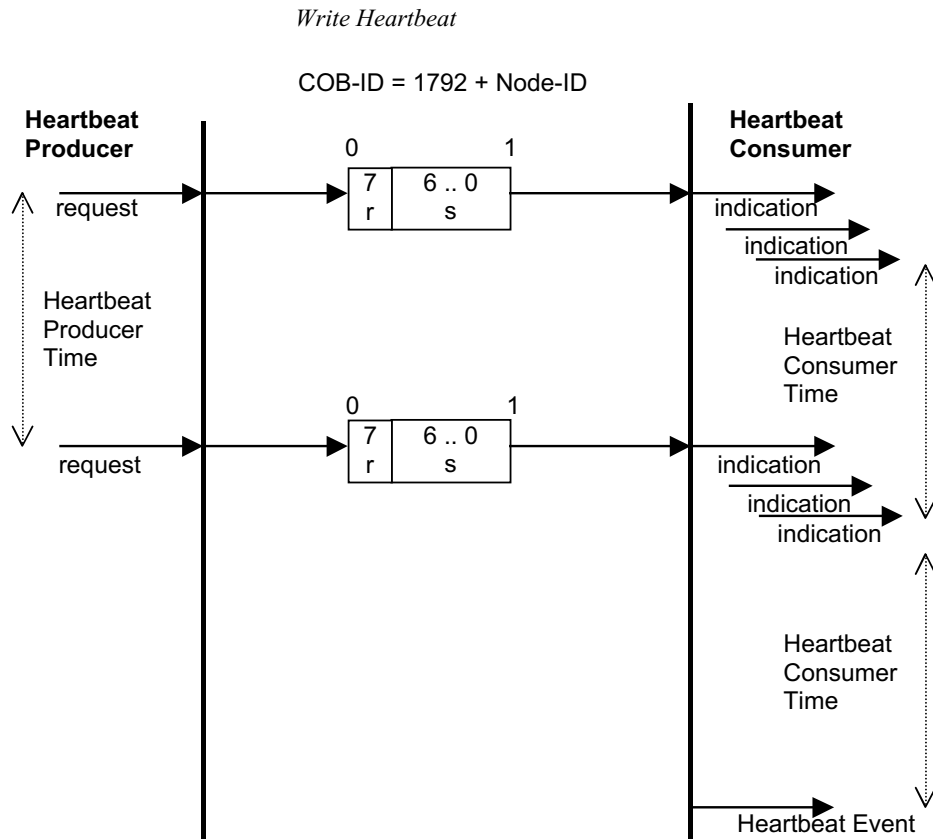 Write Heartbeat
COB-ID = 1792 + Node-ID
Heartbeat
Producer
Heartbeat
Consumer
0 1
7 6 .. 0
r s
request
indication
indication
indication
Heartbeat
Producer
Time
Heartbeat
Consumer
Time
0 1
7 6 .. 0
r s
request
indication
indication
indication
Heartbeat
Consumer
Time
Heartbeat Event